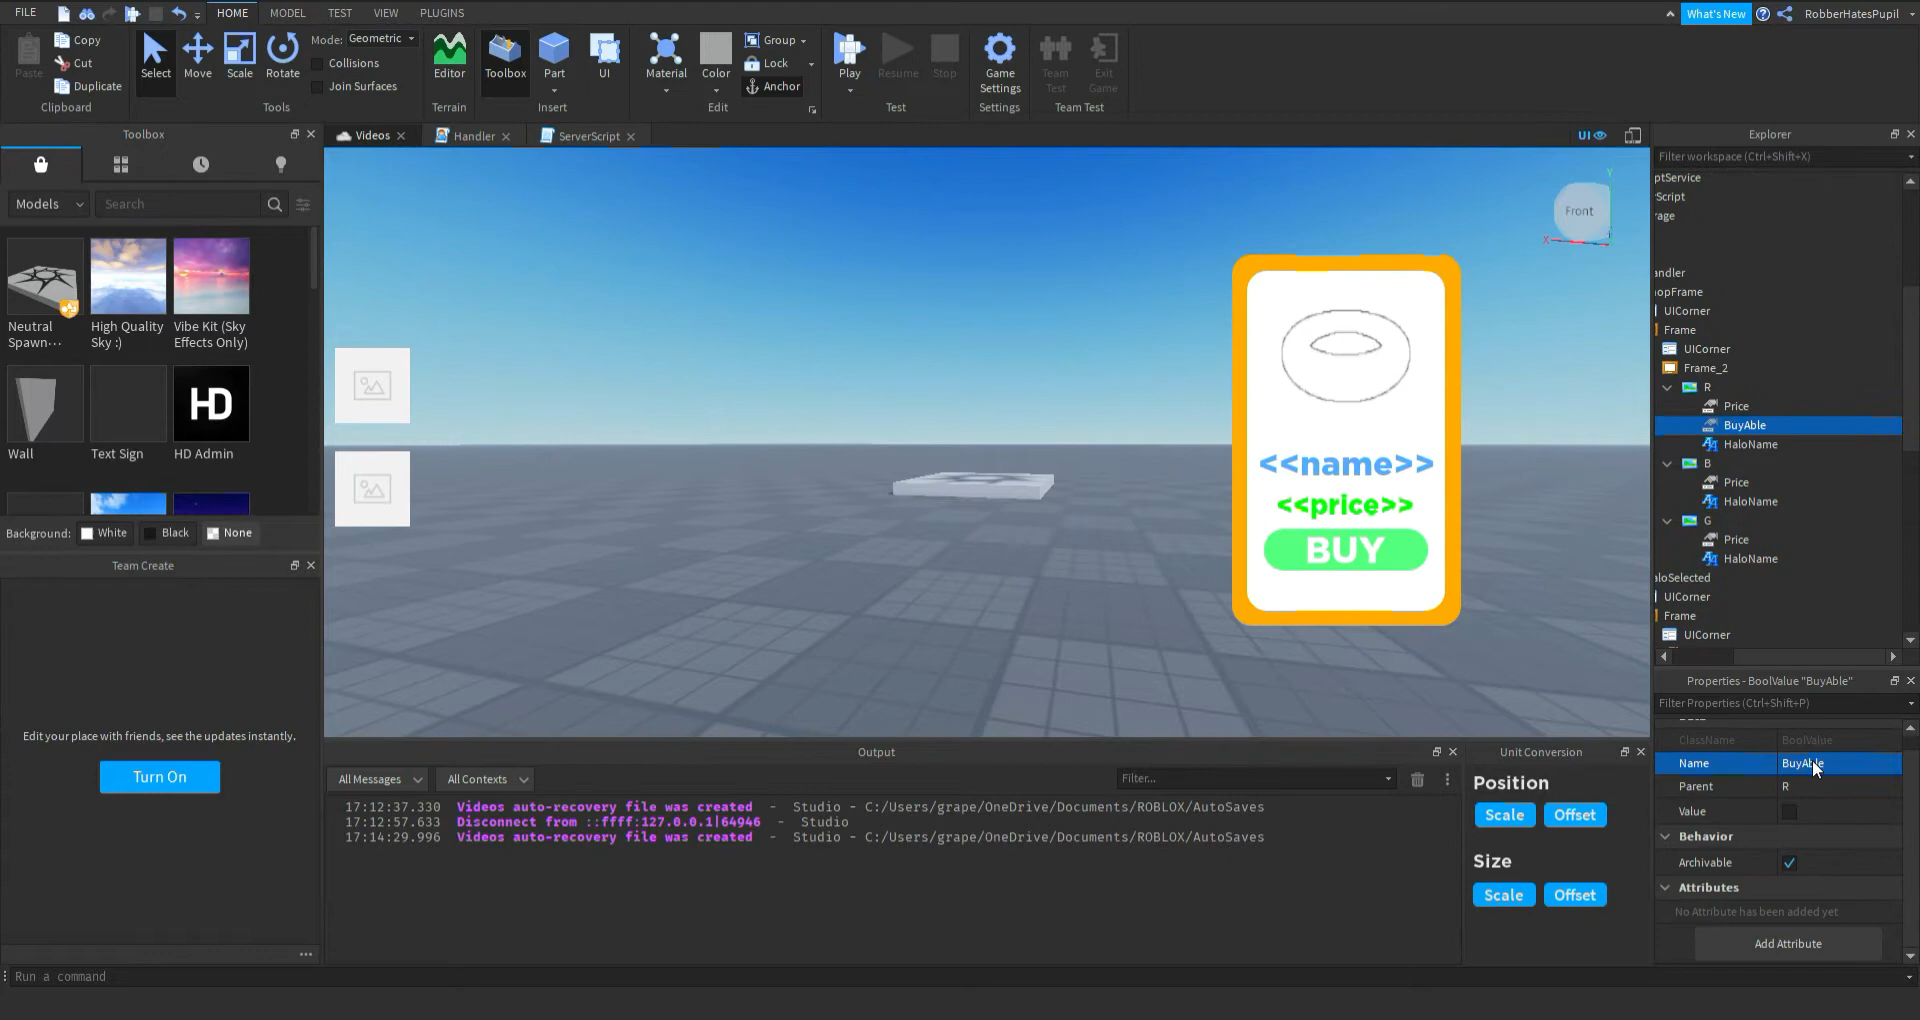 FILE
HOME
MODEL
TEST
VIEW
PLUGINS
What's New
RobberHatesPupil
Paste
Copy
Cut
Duplicate
Clipboard
Select
Move
Scale
Rotate
Mode: Geometric
Collisions
Join Surfaces
Tools
Editor
Terrain
Toolbox
Part
UI
Insert
Material
Color
Group
Lock
Anchor
Edit
Play
Resume
Stop
Test
Game
Settings
Settings
Team
Test
Exit
Game
Team Test
Toolbox
Models
Search
Neutral
Spawn...
High Quality
Sky :)
Vibe Kit (Sky
Effects Only)
HD
Wall
Text Sign
HD Admin
Background:
White
Black
None
Team Create
Edit your place with friends, see the updates instantly.
Turn On
Videos
Handler
ServerScript
UI
Y
Front
X
<<name>>
<<price>>
BUY
Output
All Messages
All Contexts
Filter...
17:12:37.330 Videos auto-recovery file was created - Studio - C:/Users/grape/OneDrive/Documents/ROBLOX/AutoSaves
17:12:57.633 Disconnect from ::ffff:127.0.0.1|64946 - Studio
17:14:29.996 Videos auto-recovery file was created - Studio - C:/Users/grape/OneDrive/Documents/ROBLOX/AutoSaves
Unit Conversion
Position
Scale
Offset
Size
Scale
Offset
Explorer
Filter workspace (Ctrl+Shift+X)
ptService
Script
rage
andler
hopFrame
UICorner
Frame
UICorner
Frame_2
R
Price
BuyAble
HaloName
B
Price
HaloName
G
Price
HaloName
aloSelected
UICorner
Frame
UICorner
Properties - BoolValue "BuyAble"
Filter Properties (Ctrl+Shift+P)
ClassName BoolValue
Name BuyAble
Parent R
Value
Behavior
Archivable
Attributes
No Attribute has been added yet
Add Attribute
Run a command